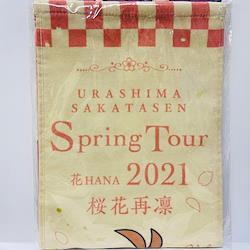 URASHIMA
SAKATASEN
Spring Tour
花HANA 2021
桜花再凛